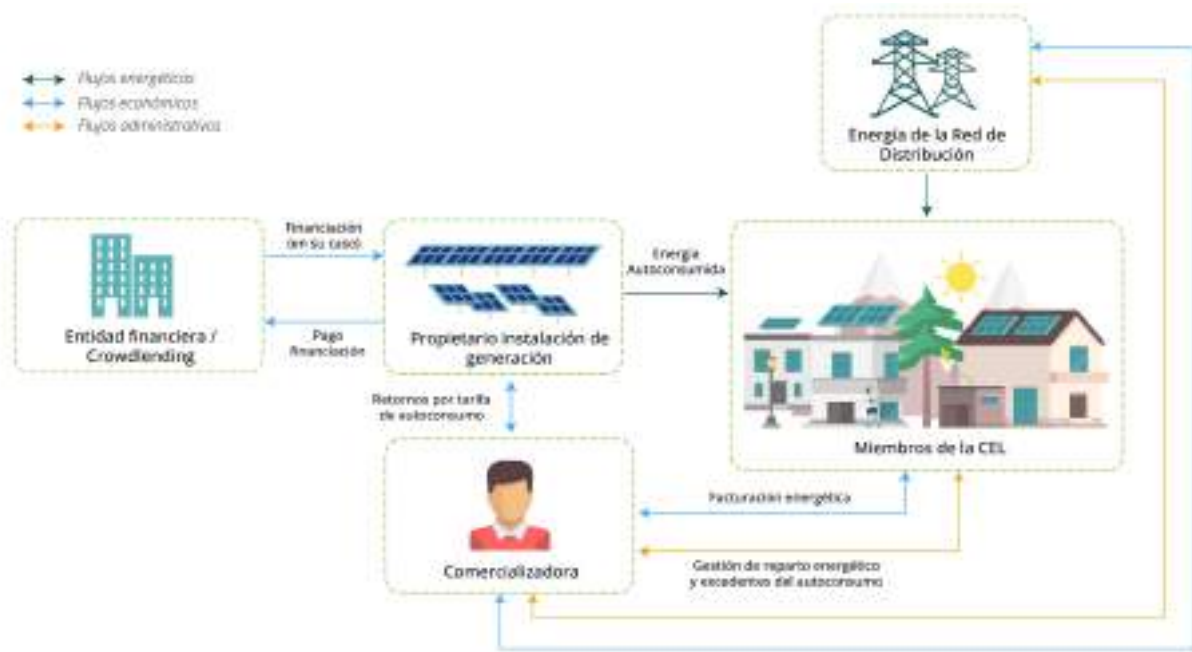 Flujos energéticos
Flujos económicos
Flujos administrativos
Energía de la Red de
Distribución
Financiación
(en su caso)
Energía
Autoconsumida
Entidad financiera /
Crowdlending
Pago
financiación
Propietario instalación de
generación
Retornos por tarifa
de autoconsumo
Miembros de la CEL
Facturación energética
Comercializadora
Gestión de reparto energético
y excedentes del autoconsumo